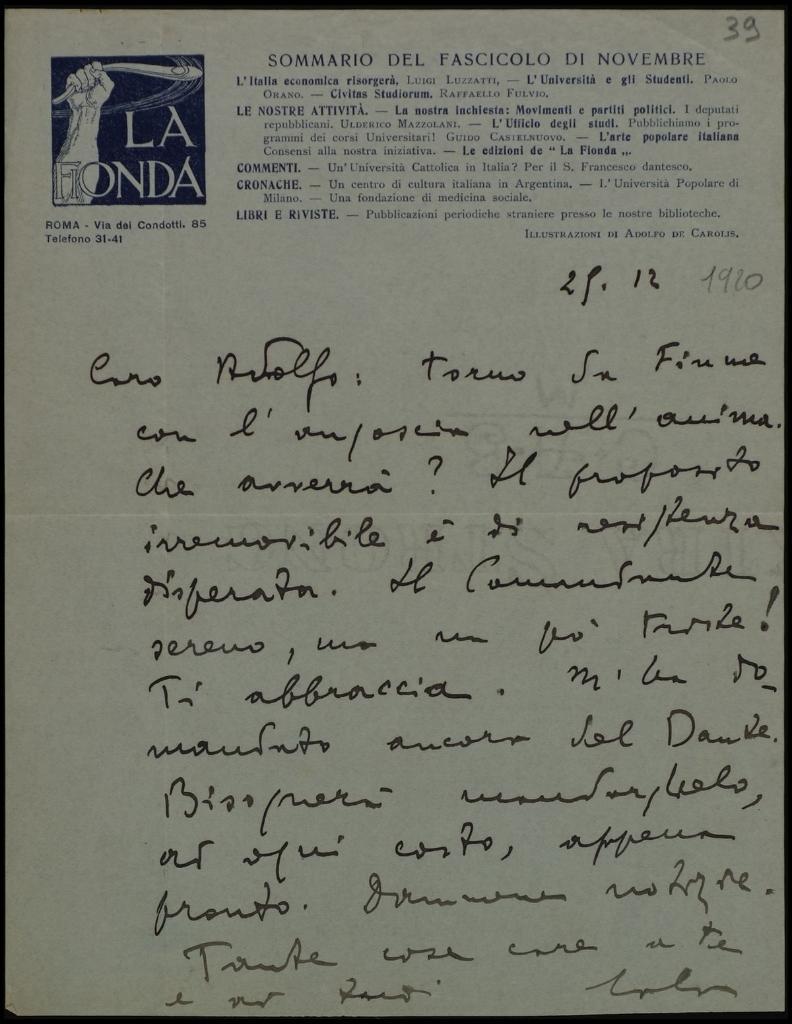 39
LA
FIONDA
ROMA - Via dei Condotti, 85
Telefono 31-41
SOMMARIO DEL FASCICOLO DI NOVEMBRE
L'Italia economica risorgerà, LUIGI LUZZATTI, — L'Università e gli Studenti. PAOLO
ORANO. — Civitas Studiorum. RAFFAELLO FULVIO.
LE NOSTRE ATTIVITÀ. — La nostra inchiesta: Movimenti e partiti politici. I deputati
repubblicani. ULDERICO MAZZOLANI. — L'Ufficio degli studi. Pubblichiamo i pro-
grammi dei corsi Universitari! GUIDO CASTELNUOVO. — L'arte popolare italiana
Consensi alla nostra iniziativa. — Le edizioni de " La Fionda „.
COMMENTI. — Un' Università Cattolica in Italia? Per il S. Francesco dantesco.
CRONACHE. — Un centro di cultura italiana in Argentina. — L'Università Popolare di
Milano. — Una fondazione di medicina sociale.
LIBRI E RIVISTE. — Pubblicazioni periodiche straniere presso le nostre biblioteche.
ILLUSTRAZIONI DI ADOLFO DE CAROLIS.
25. 12 1920
Caro Adolfo: torno da Fiume
con l'angoscia nell'anima.
Che avverrà? Il proposito
irremovibile è di resistenza
disperata. Il Comandante
sereno, ma un pò triste!
Ti abbraccia. M'ha do-
mandato ancora del Dante.
Bisognerà mandarglielo,
ad ogni costo, appena
pronto. Dammene notizie.
Tante cose care a te
e ai tuoi